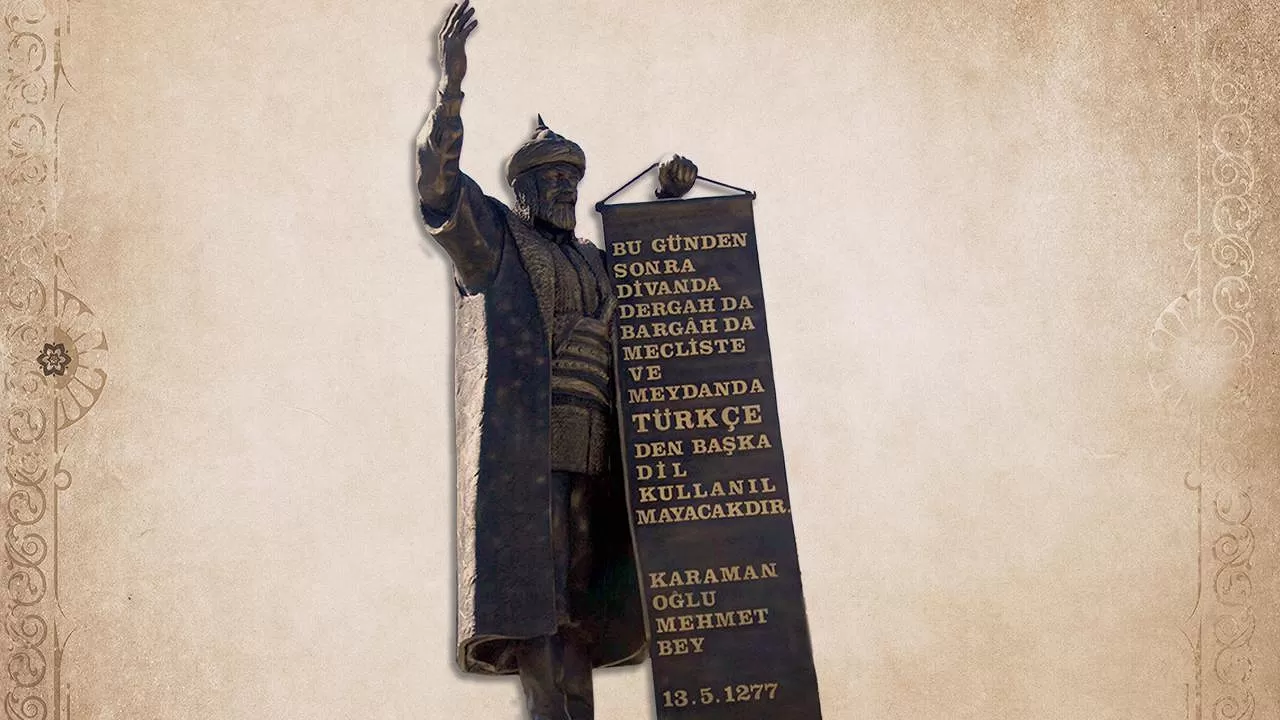 BU GÜNDEN
SONRA
DİVANDA
DERGAH DA
BARGÂH DA
MECLİSTE
VE
MEYDANDA
TÜRKÇE
DEN BAŞKA
DİL
KULLANIL
MAYACAKDIR.
KARAMAN
OĞLU
MEHMET
BEY
13.5.1277